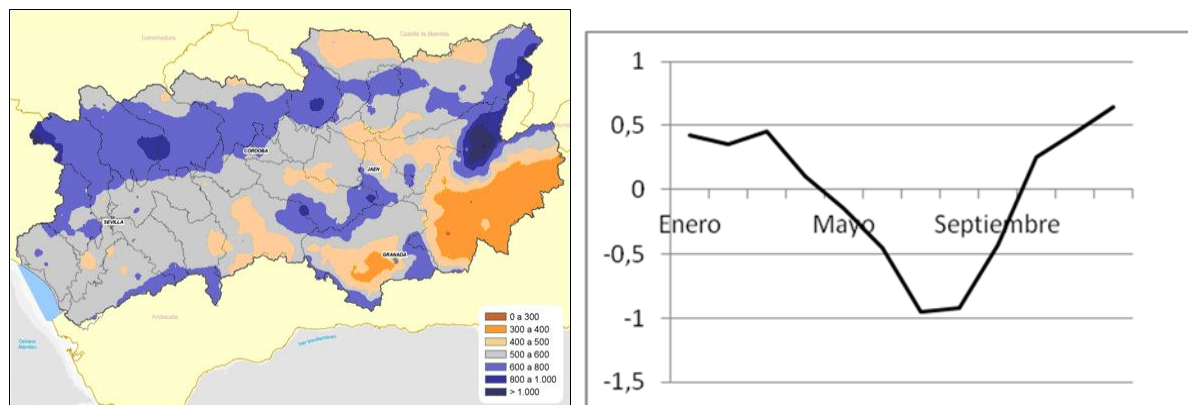 Extremadura
Castilla la Mancha
CÓRDOBA
JAEN
SEVILLA
GRANADA
Andalucía
Océano
Atlántico
Mar Mediterráneo
0 a 300
300 a 400
400 a 500
500 a 600
600 a 800
800 a 1.000
> 1.000
1
0,5
0
Enero
Mayo
Septiembre
-0,5
-1
-1,5